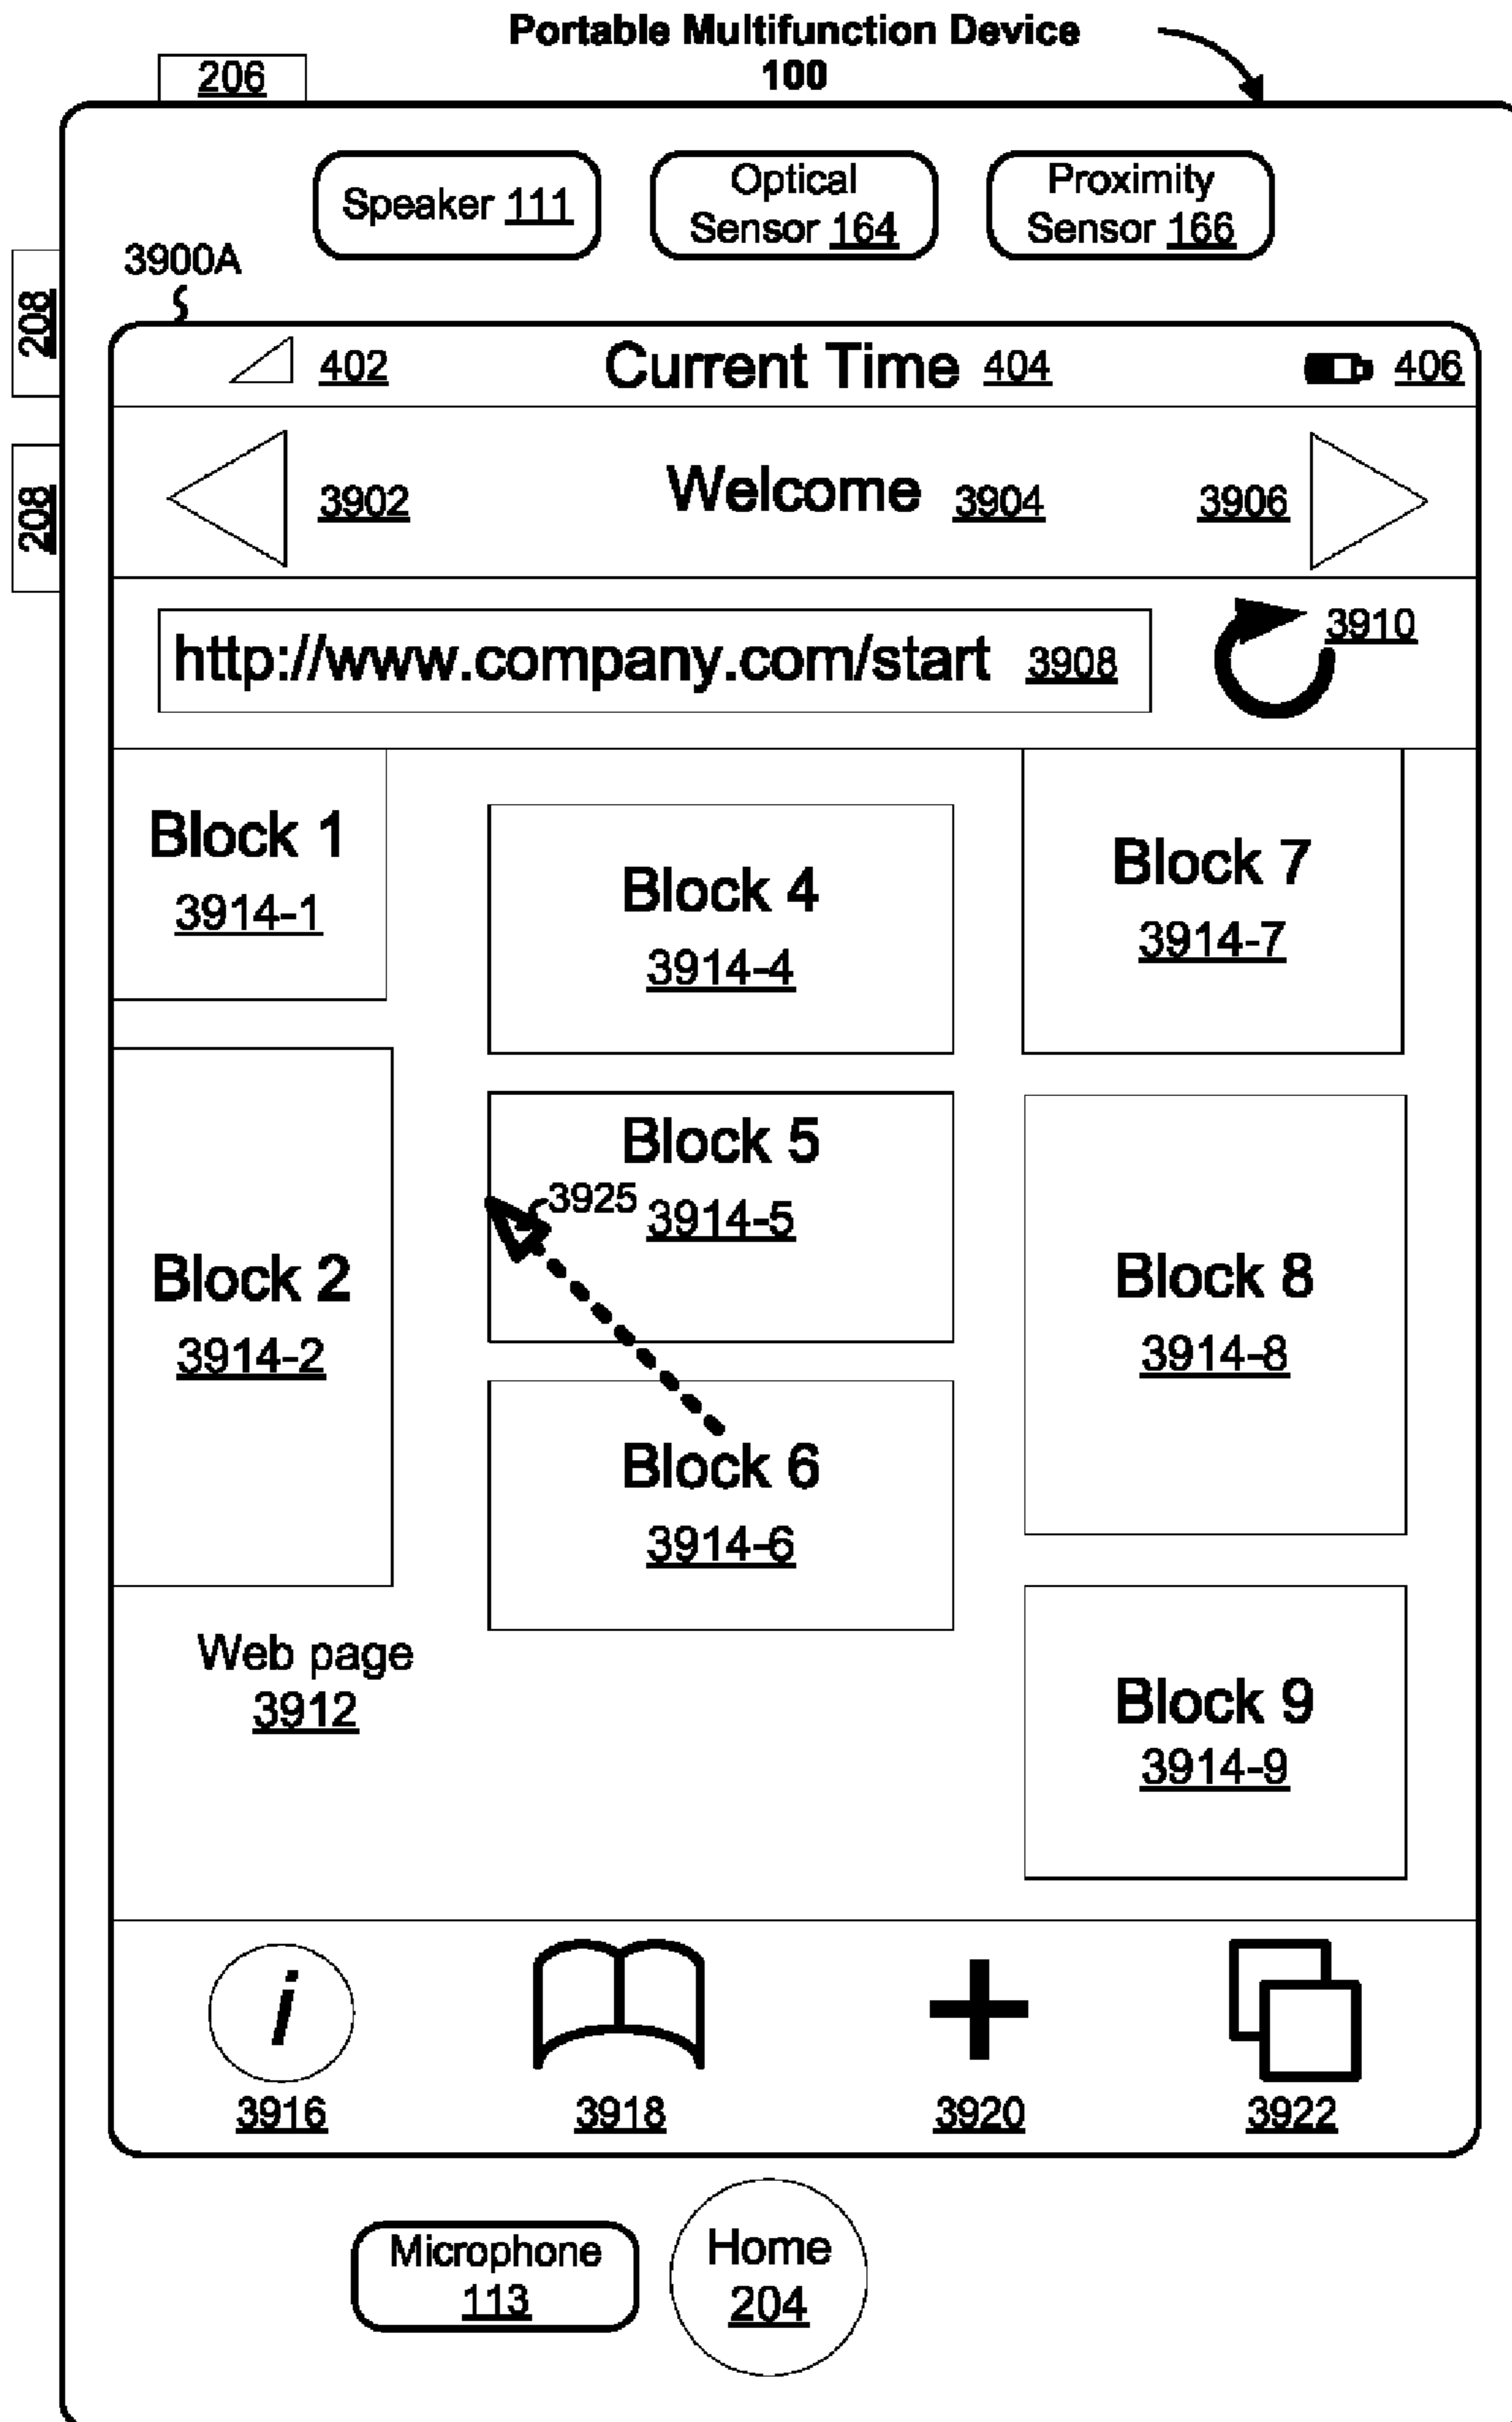 Portable Multifunction Device
100
206
Speaker 111
Optical
Sensor 164
Proximity
Sensor 166
3900A
208
208
402
Current Time 404
406
3902
Welcome 3904
3906
http://www.company.com/start 3908
3910
Block 1
3914-1
Block 4
3914-4
Block 7
3914-7
Block 2
3914-2
Block 5
3925
3914-5
Block 8
3914-8
Block 6
3914-6
Web page
3912
Block 9
3914-9
i
3916
3918
3920
3922
Microphone
113
Home
204